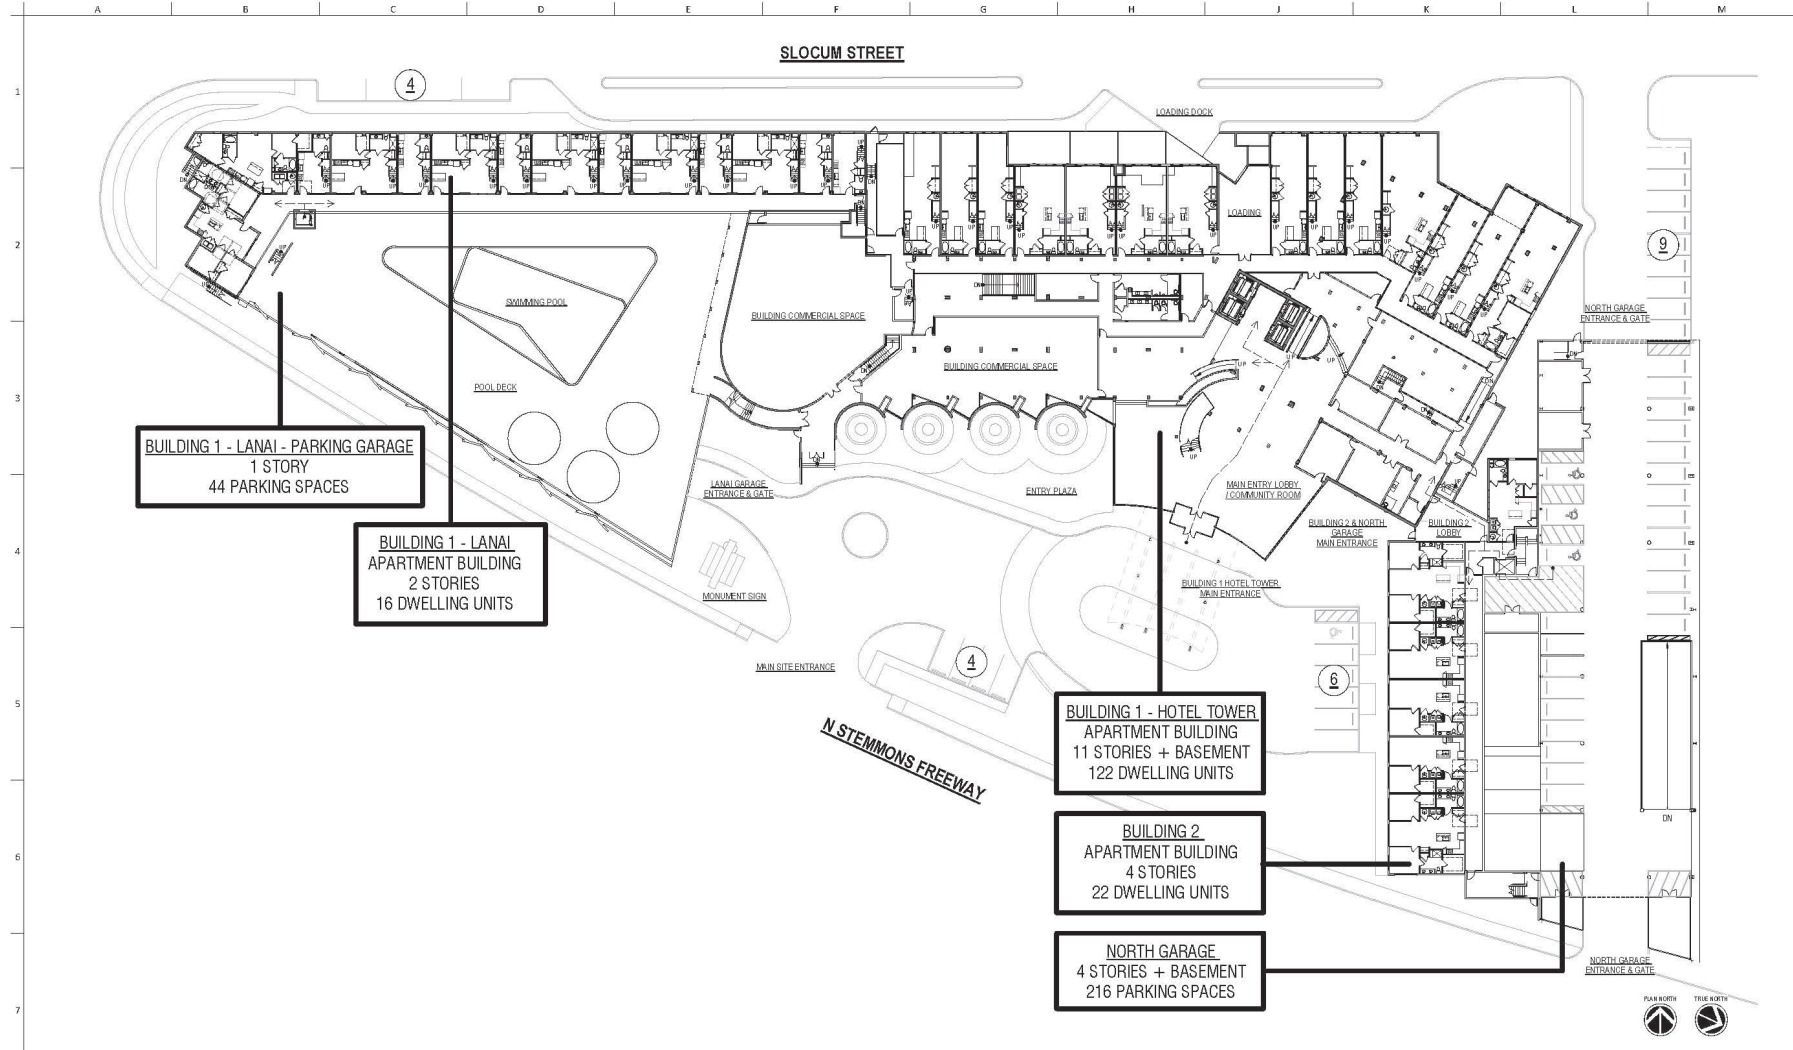 A B C D E F G H J K L M
SLOCUM STREET
1
2
3
4
5
6
7
4
LOADING DOCK
LOADING
9
NORTH GARAGE
ENTRANCE & GATE
SWIMMING POOL
BUILDING COMMERCIAL SPACE
BUILDING COMMERCIAL SPACE
POOL DECK
BUILDING 1 - LANAI - PARKING GARAGE
1 STORY
44 PARKING SPACES
LANAI GARAGE
ENTRANCE & GATE
ENTRY PLAZA
MAIN ENTRY LOBBY
/ COMMUNITY ROOM
BUILDING 2 & NORTH
GARAGE
MAIN ENTRANCE
BUILDING 2
LOBBY
BUILDING 1 - LANAI
APARTMENT BUILDING
2 STORIES
16 DWELLING UNITS
MONUMENT SIGN
BUILDING 1 HOTEL TOWER
MAIN ENTRANCE
MAIN SITE ENTRANCE
4
6
N STEMMONS FREEWAY
BUILDING 1 - HOTEL TOWER
APARTMENT BUILDING
11 STORIES + BASEMENT
122 DWELLING UNITS
DN
BUILDING 2
APARTMENT BUILDING
4 STORIES
22 DWELLING UNITS
NORTH GARAGE
4 STORIES + BASEMENT
216 PARKING SPACES
NORTH GARAGE
ENTRANCE & GATE
PLAN NORTH
TRUE NORTH